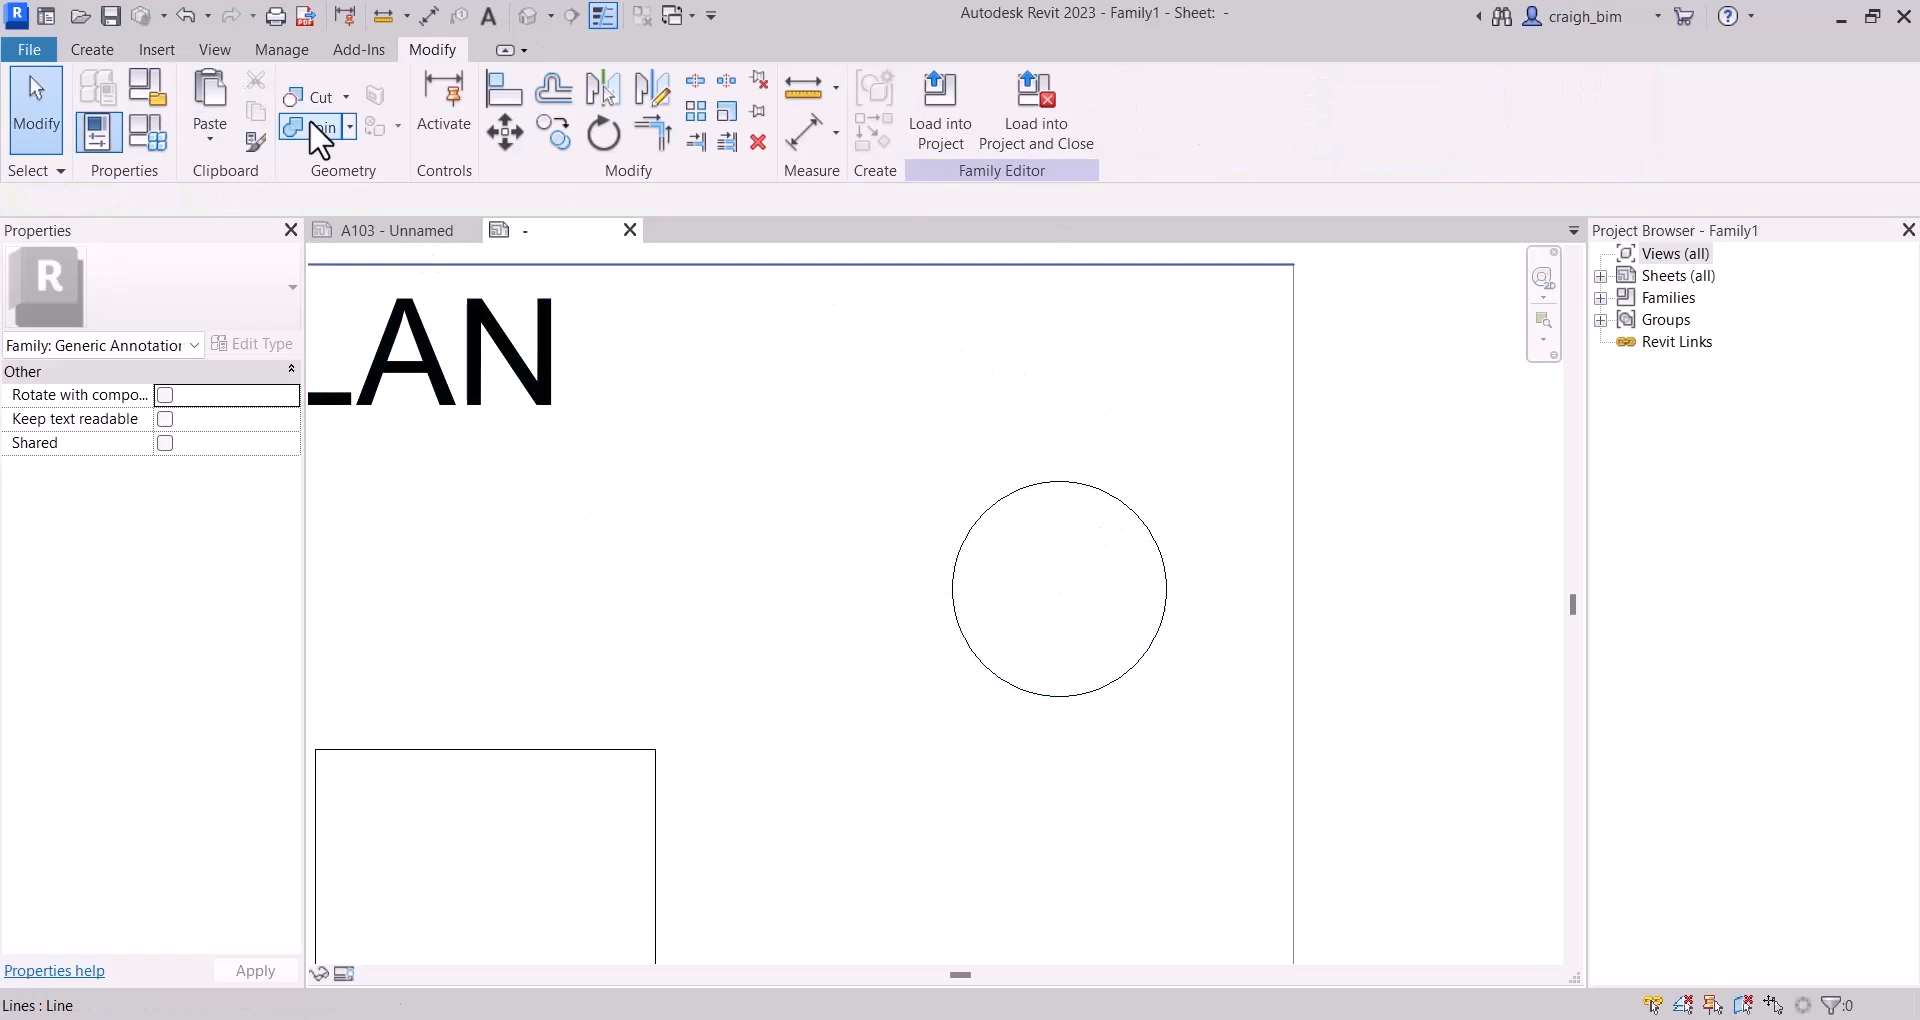 Autodesk Revit 2023 - Family1 - Sheet: -
craigh_bim
File Create Insert View Manage Add-Ins Modify
Modify
Paste
Cut
Activate
Load into
Project
Load into
Project and Close
Select Properties Clipboard Geometry Controls Modify Measure Create Family Editor
Properties
A103 - Unnamed
-
Project Browser - Family1
R
Family: Generic Annotation
Edit Type
Other
Rotate with compo...
Keep text readable
Shared
LAN
2D
Views (all)
Sheets (all)
Families
Groups
Revit Links
Properties help
Apply
Lines : Line
:0